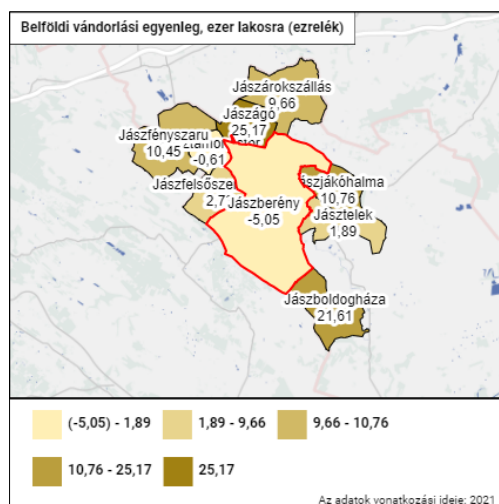 Belföldi vándorlási egyenleg, ezer lakosra (ezrelék)
Jászárokszállás
9,66
Jászágó
25,17
Jászfényszaru
10,45
-0,61
2,7
Jászberény
-5,05
10,76
Jásztelek
1,89
Jászboldogháza
21,61
(-5,05) - 1,89
1,89 - 9,66
9,66 - 10,76
10,76 - 25,17
25,17
Az adatok vonatkozási ideje: 2021